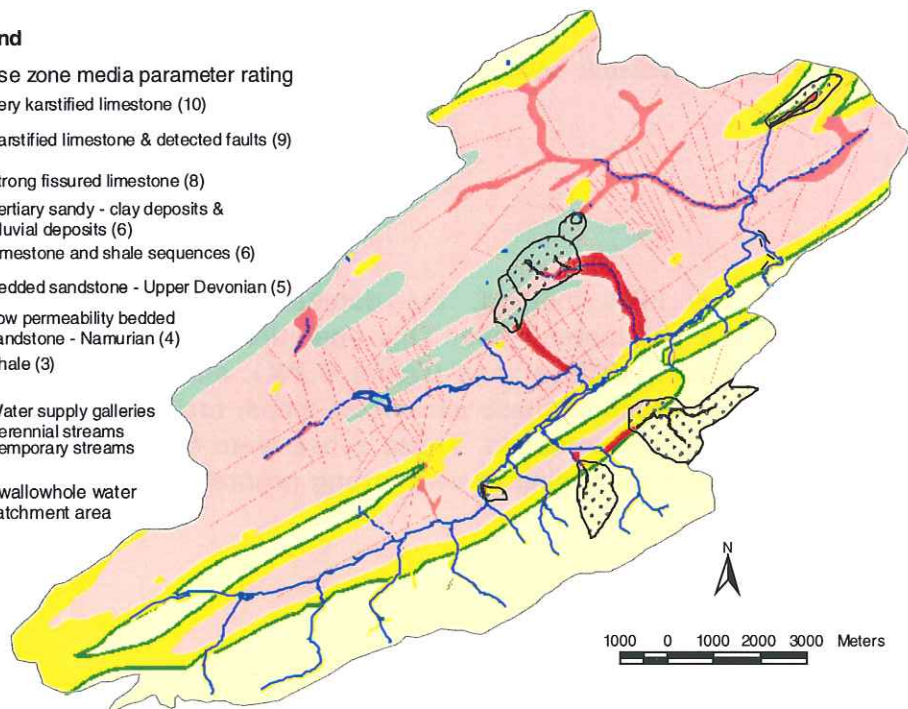 nd
se zone media parameter rating
ery karstified limestone (10)
arstified limestone & detected faults (9)
trong fissured limestone (8)
ertiary sandy - clay deposits &
luvial deposits (6)
mestone and shale sequences (6)
edded sandstone - Upper Devonian (5)
ow permeability bedded
andstone - Namurian (4)
hale (3)
Water supply galleries
erennial streams
emporary streams
wallowhole water
atchment area
N
1000 0 1000 2000 3000 Meters